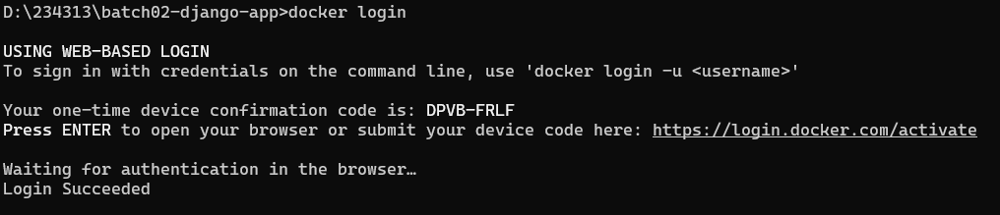 D:\234313\batch02-django-app>docker login
USING WEB-BASED LOGIN
To sign in with credentials on the command line, use 'docker login -u <username>'
Your one-time device confirmation code is: DPVB-FRLF
Press ENTER to open your browser or submit your device code here: https://login.docker.com/activate
Waiting for authentication in the browser…
Login Succeeded